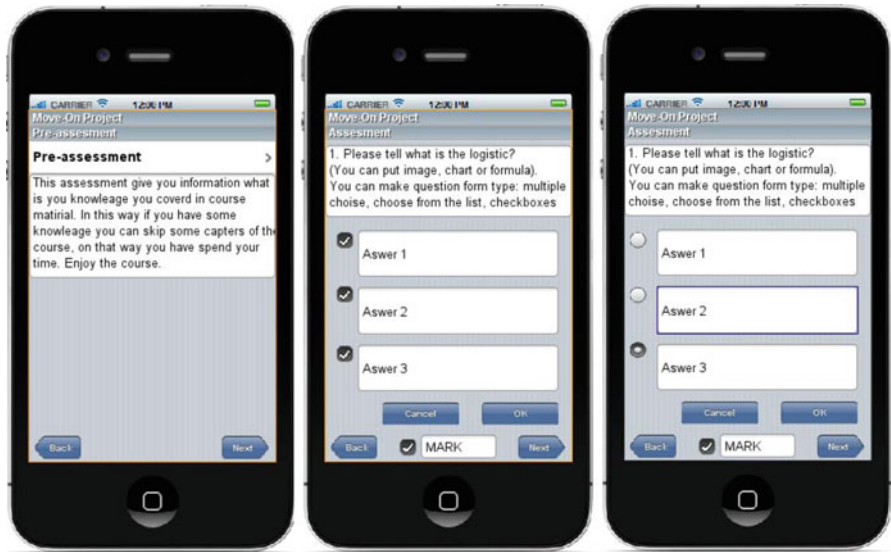 CARRIER 12:00 PM
Move-On Project
Pre-assesment
Pre-assessment >
This assessment give you information what
is you knowleage you coverd in course
matirial. In this way if you have some
knowleage you can skip some capters of the
course, on that way you have spend your
time. Enjoy the course.
Back
Next
CARRIER 12:00 PM
Move-On Project
Assesment
1. Please tell what is the logistic?
(You can put image, chart or formula).
You can make question form type: multiple
choise, choose from the list, checkboxes
Aswer 1
Aswer 2
Aswer 3
Cancel
OK
Back
MARK
Next
CARRIER 12:00 PM
Move-On Project
Assesment
1. Please tell what is the logistic?
(You can put image, chart or formula).
You can make question form type: multiple
choise, choose from the list, checkboxes
Aswer 1
Aswer 2
Aswer 3
Cancel
OK
Back
MARK
Next